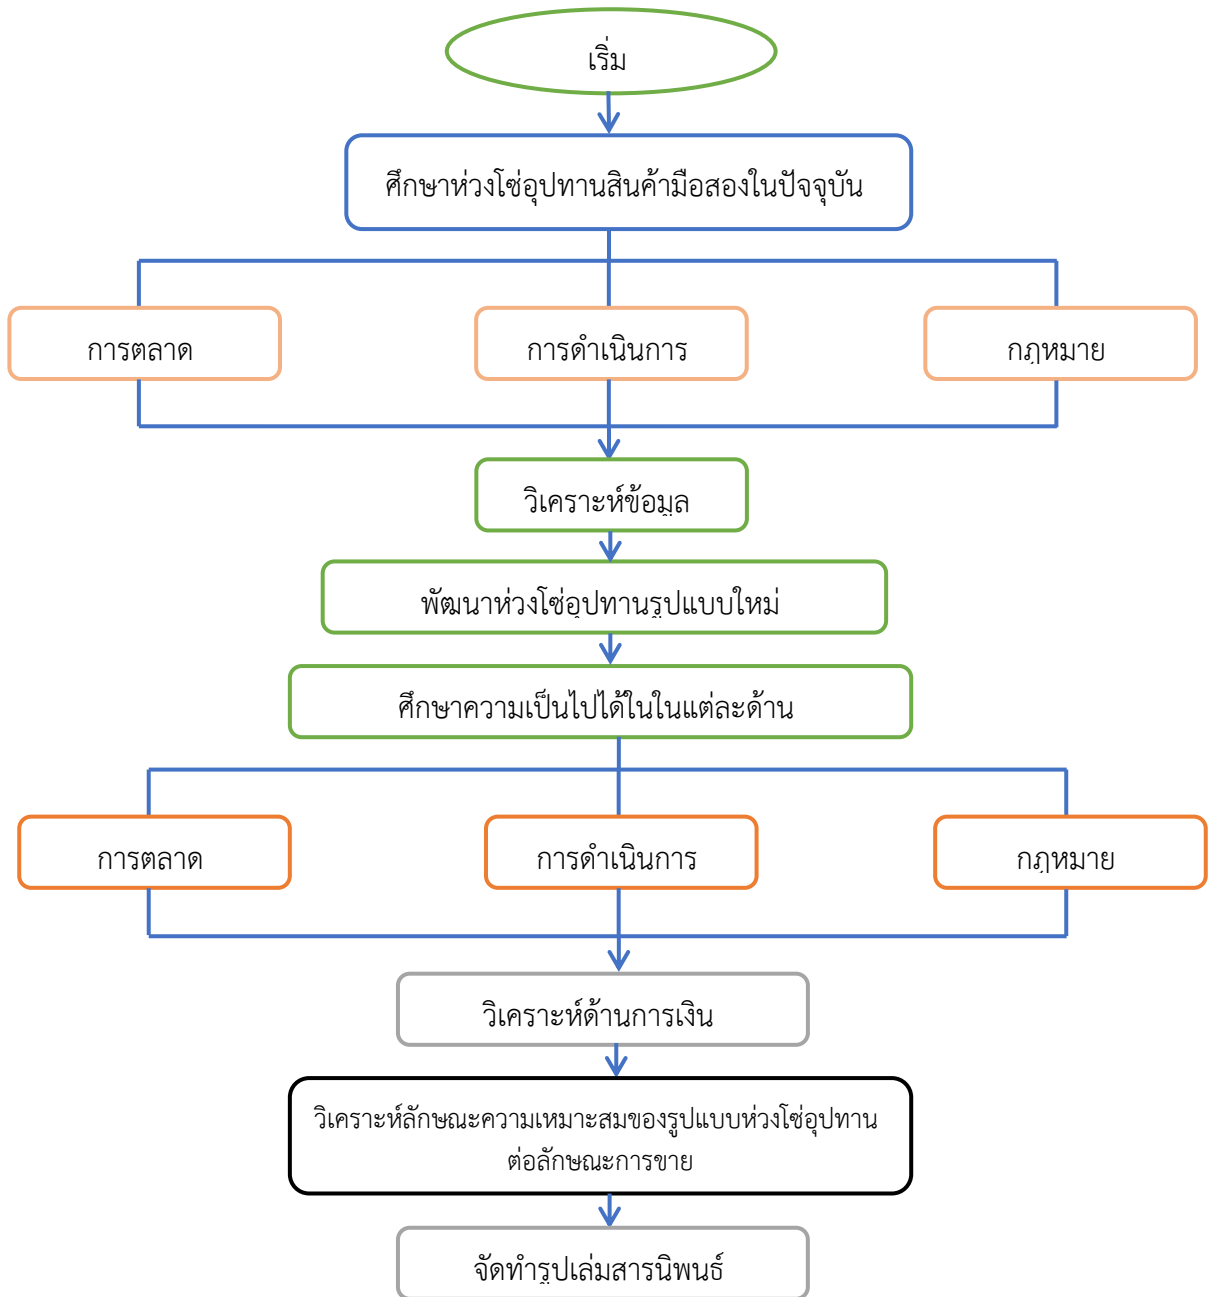 เริ่ม
ศึกษาห่วงโซ่อุปทานสินค้ามือสองในปัจจุบัน
การตลาด
การดำเนินการ
กฎหมาย
วิเคราะห์ข้อมูล
พัฒนาห่วงโซ่อุปทานรูปแบบใหม่
ศึกษาความเป็นไปได้ในในแต่ละด้าน
การตลาด
การดำเนินการ
กฎหมาย
วิเคราะห์ด้านการเงิน
วิเคราะห์ลักษณะความเหมาะสมของรูปแบบห่วงโซ่อุปทาน
ต่อลักษณะการขาย
จัดทำรูปเล่มสารนิพนธ์